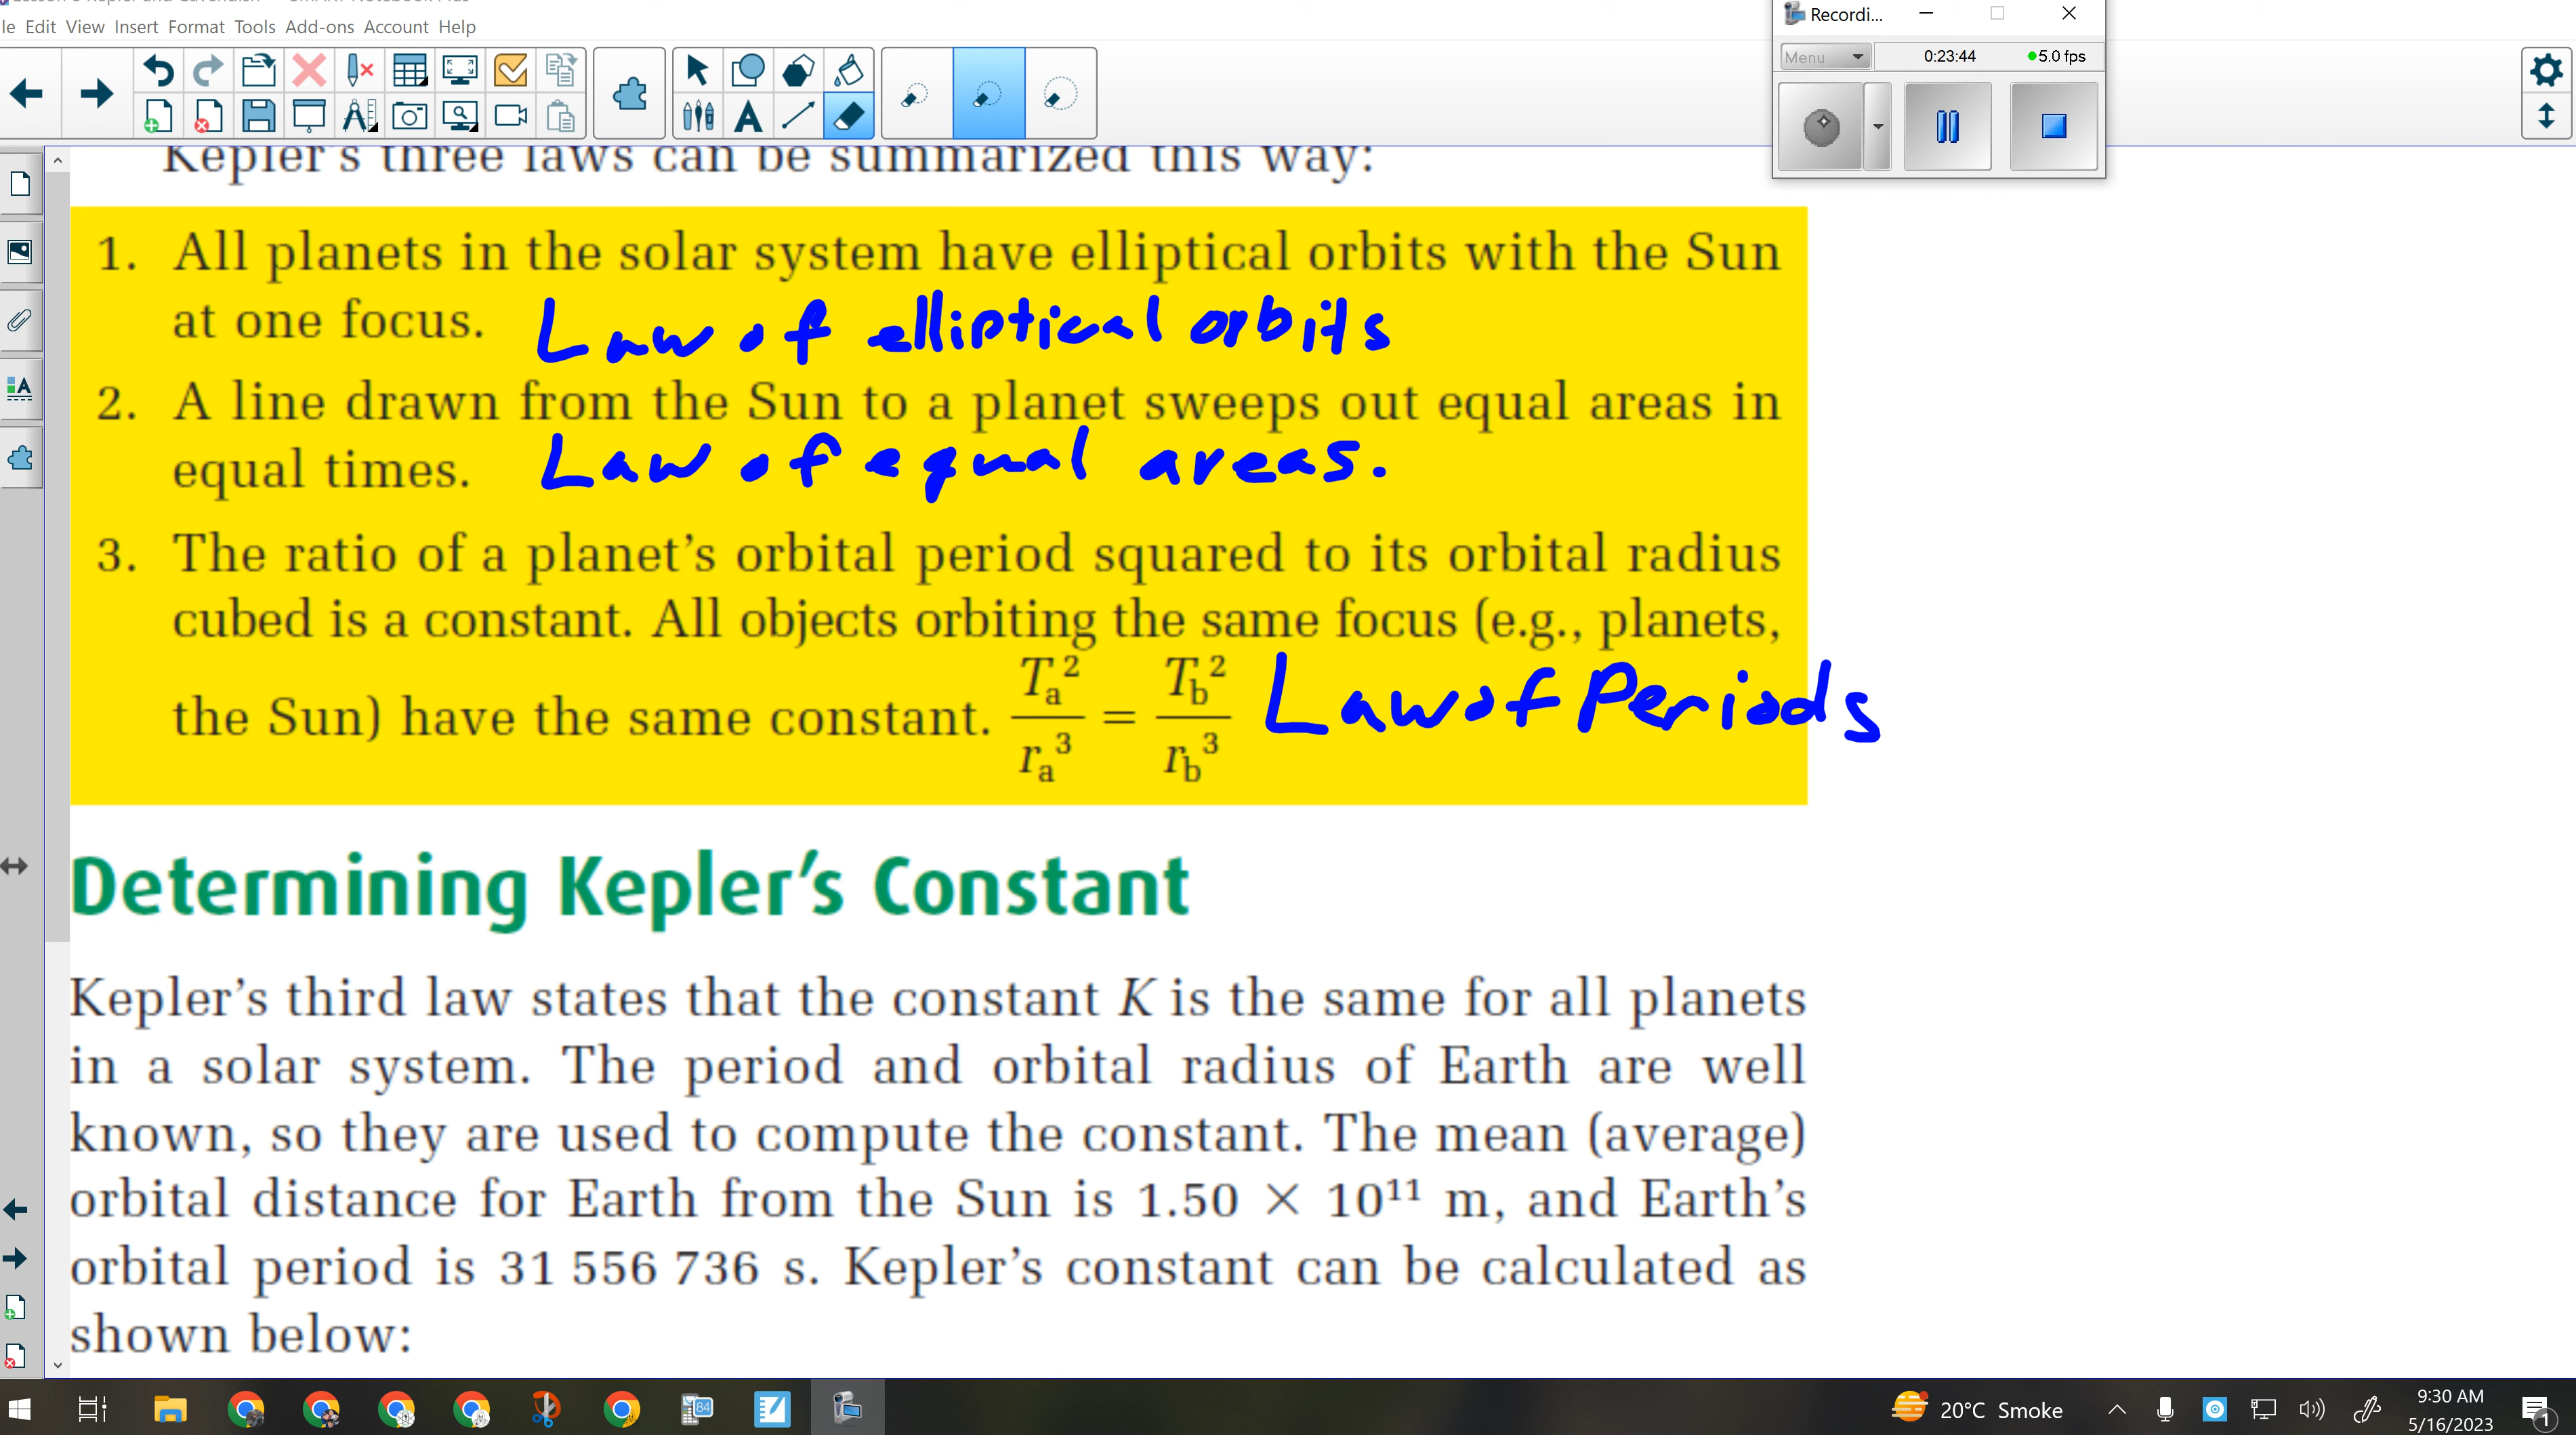 le Edit View Insert Format Tools Add-ons Account Help
Recordi...
Menu
0:23:44
5.0 fps
Kepler's three laws can be summarized this way:
1. All planets in the solar system have elliptical orbits with the Sun
at one focus. Law of elliptical orbits
2. A line drawn from the Sun to a planet sweeps out equal areas in
equal times. Law of equal areas.
3. The ratio of a planet's orbital period squared to its orbital radius
cubed is a constant. All objects orbiting the same focus (e.g., planets,
the Sun) have the same constant. Tₐ²/rₐ³ = T_b²/r_b³ Law of Periods
Determining Kepler's Constant
Kepler's third law states that the constant K is the same for all planets
in a solar system. The period and orbital radius of Earth are well
known, so they are used to compute the constant. The mean (average)
orbital distance for Earth from the Sun is 1.50 × 10¹¹ m, and Earth's
orbital period is 31 556 736 s. Kepler's constant can be calculated as
shown below:
84
20°C Smoke
9:30 AM
5/16/2023
1